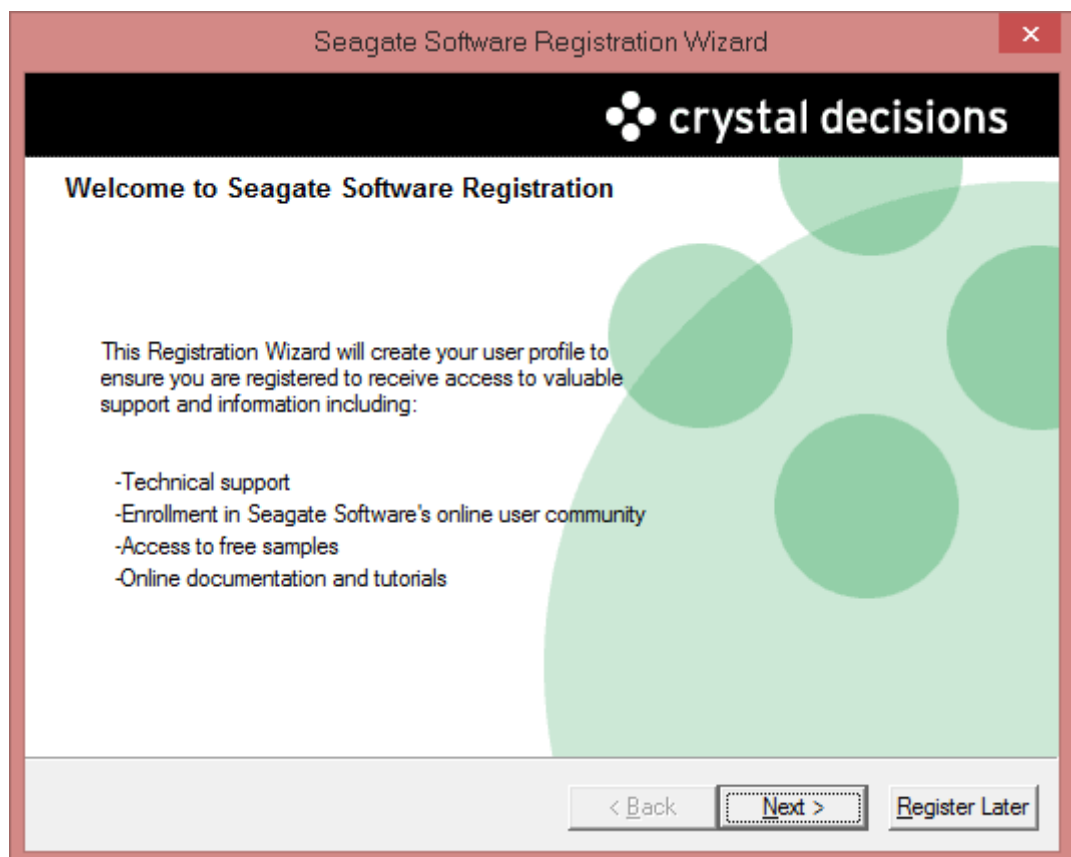 Seagate Software Registration Wizard
crystal decisions
Welcome to Seagate Software Registration
This Registration Wizard will create your user profile to
ensure you are registered to receive access to valuable
support and information including:
-Technical support
-Enrollment in Seagate Software's online user community
-Access to free samples
-Online documentation and tutorials
< Back Next > Register Later